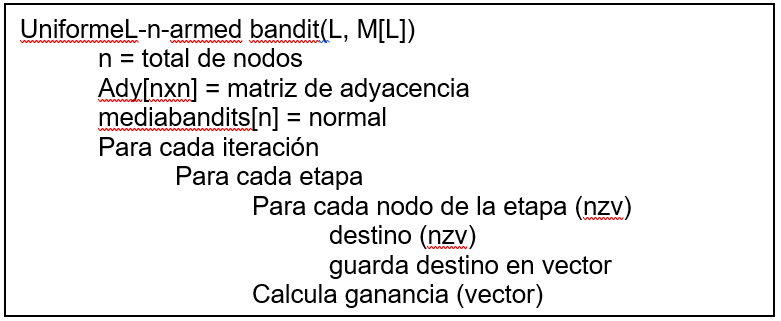 UniformeL-n-armed bandit(L, M[L])
n = total de nodos
Ady[nxn] = matriz de adyacencia
mediabandits[n] = normal
Para cada iteración
Para cada etapa
Para cada nodo de la etapa (nzv)
destino (nzv)
guarda destino en vector
Calcula ganancia (vector)